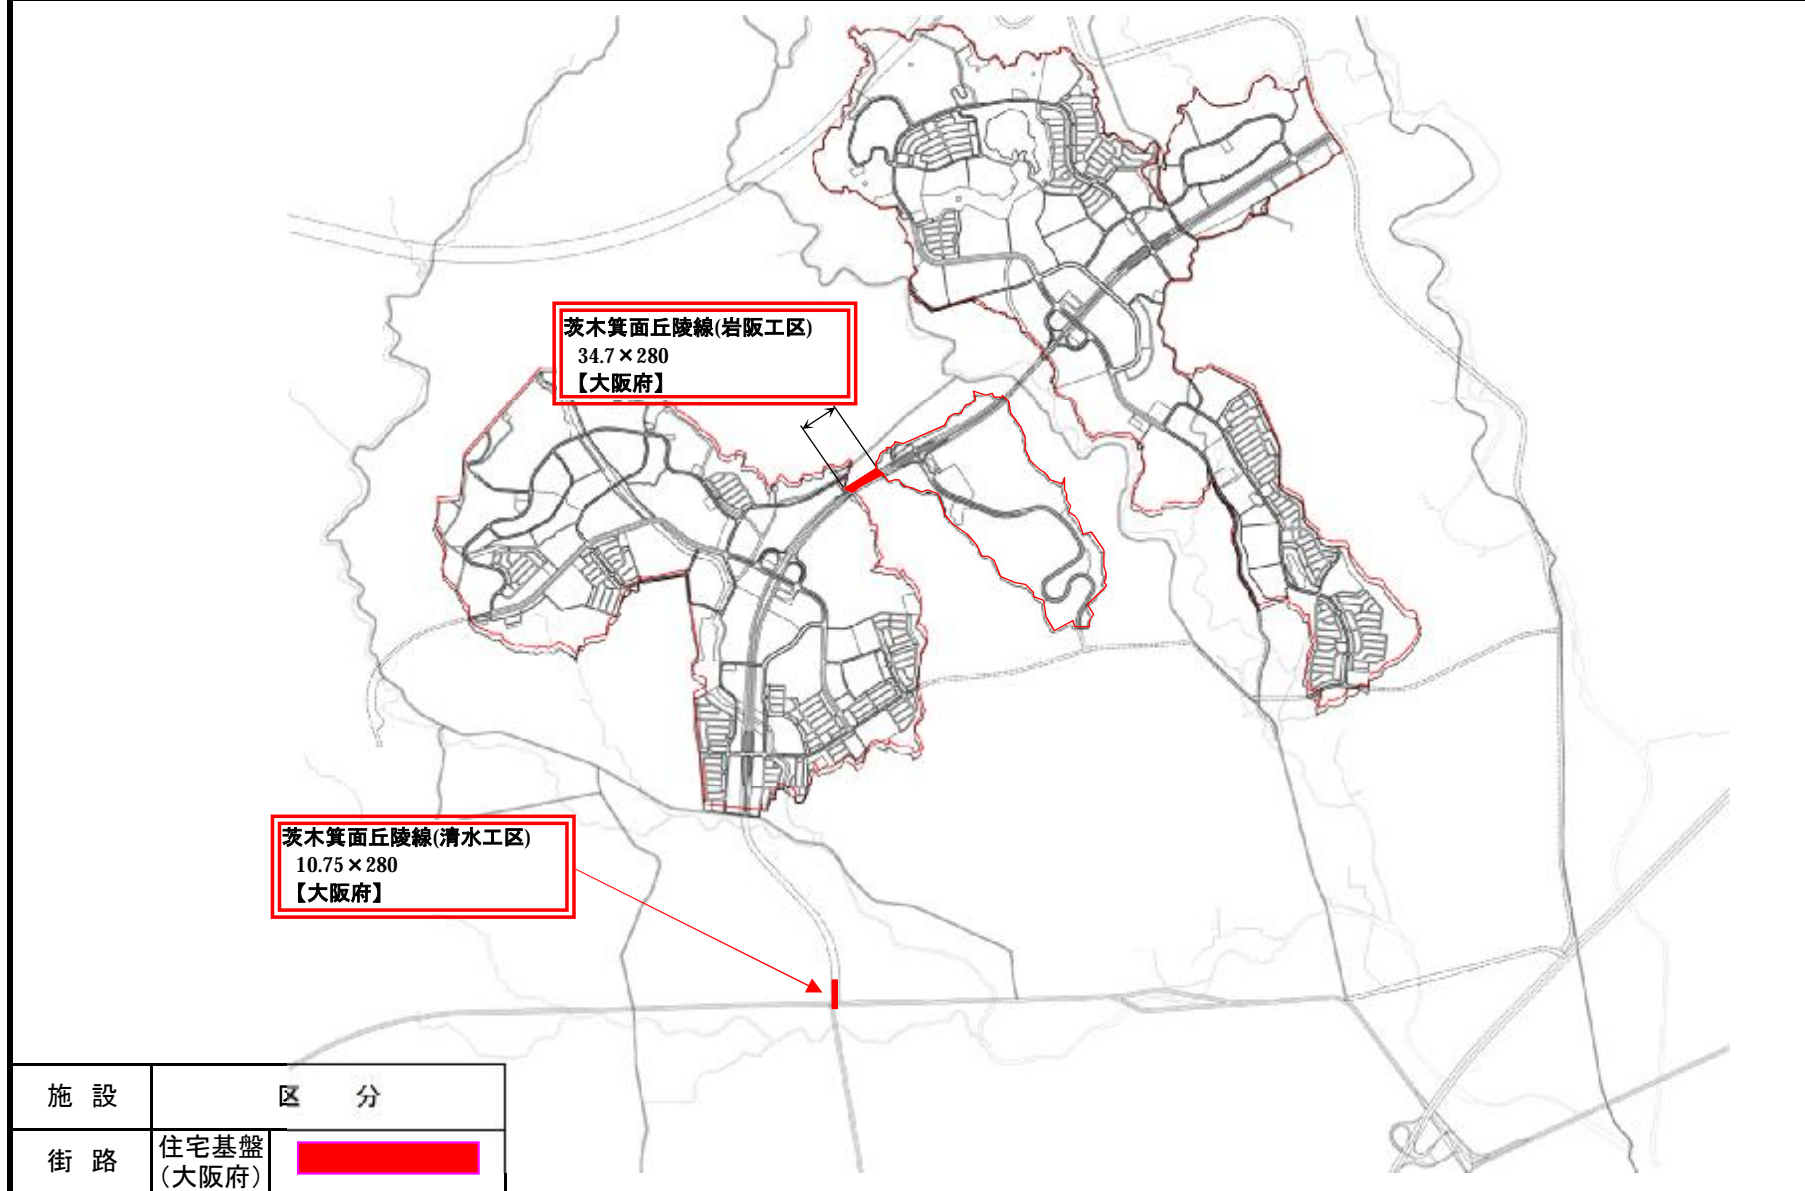 茨木箕面丘陵線(岩阪工区)
34.7×280
【大阪府】
茨木箕面丘陵線(清水工区)
10.75×280
【大阪府】
施 設 区 分
街 路 住宅基盤
(大阪府)